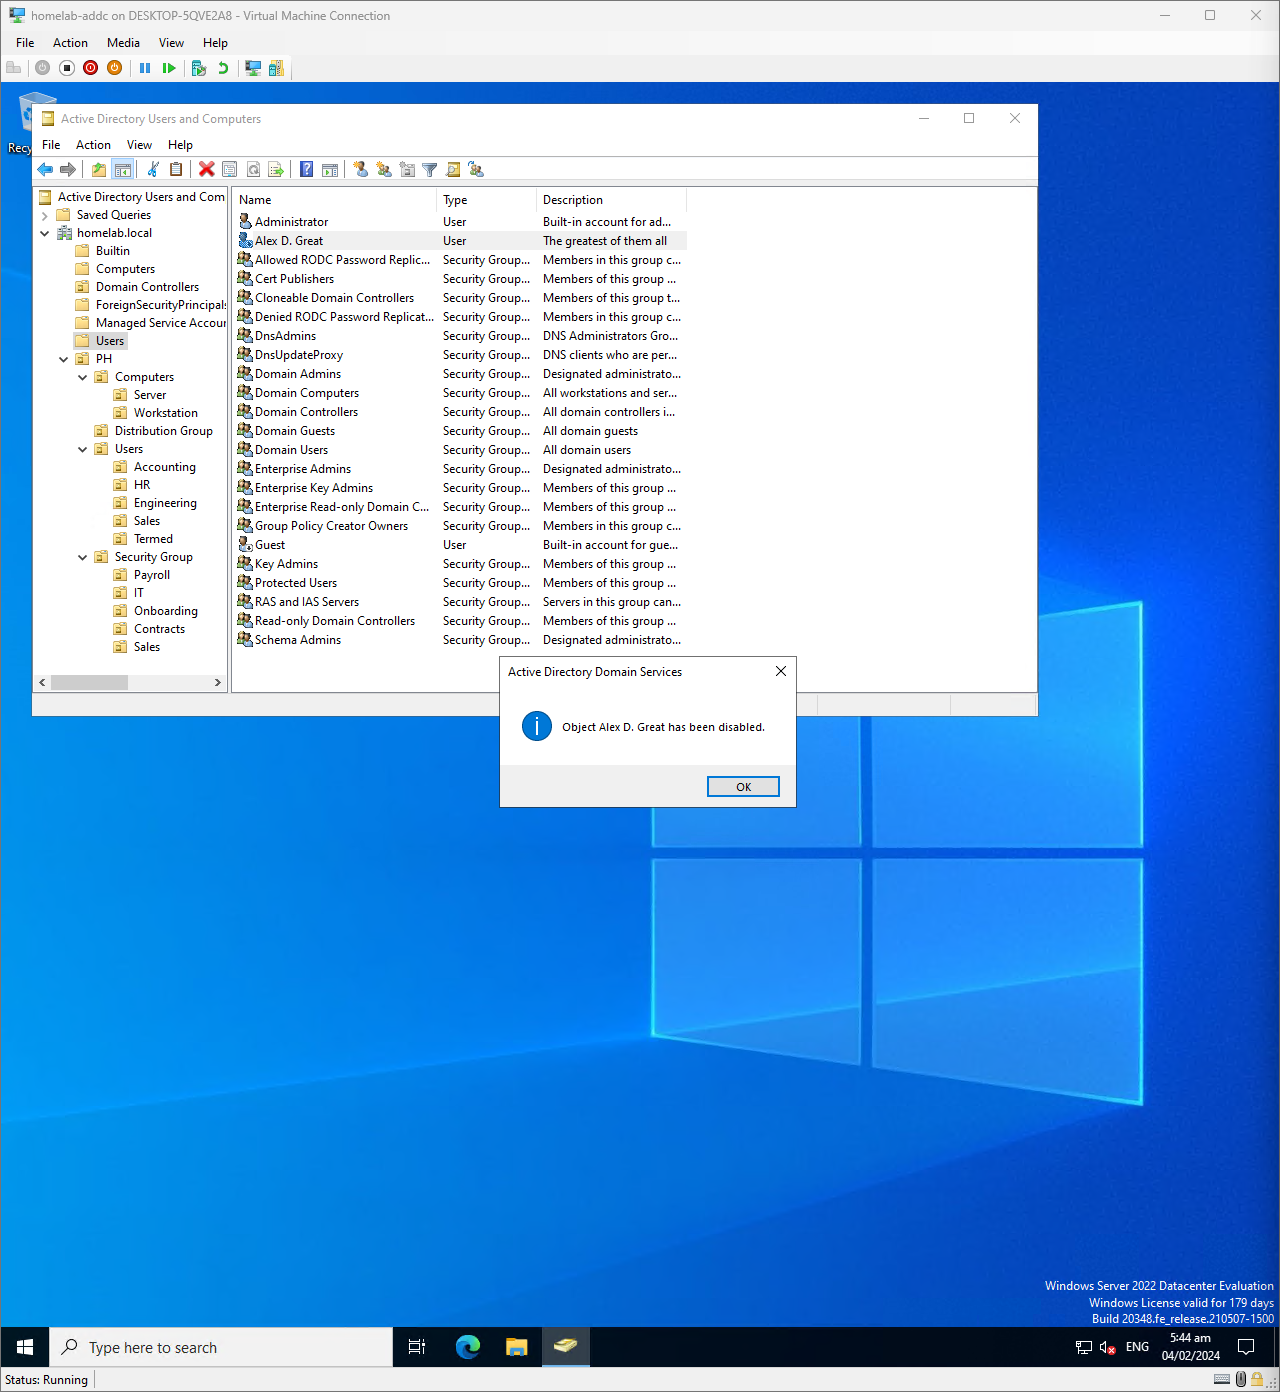 homelab-addc on DESKTOP-5QVE2A8 - Virtual Machine Connection
File Action Media View Help
Active Directory Users and Computers
File Action View Help
Active Directory Users and Com
Saved Queries
homelab.local
Builtin
Computers
Domain Controllers
ForeignSecurityPrincipals
Managed Service Accour
Users
PH
Computers
Server
Workstation
Distribution Group
Users
Accounting
HR
Engineering
Sales
Termed
Security Group
Payroll
IT
Onboarding
Contracts
Sales
Name Type Description
Administrator User Built-in account for ad...
Alex D. Great User The greatest of them all
Allowed RODC Password Replic... Security Group... Members in this group c...
Cert Publishers Security Group... Members of this group ...
Cloneable Domain Controllers Security Group... Members of this group t...
Denied RODC Password Replicat... Security Group... Members in this group c...
DnsAdmins Security Group... DNS Administrators Gro...
DnsUpdateProxy Security Group... DNS clients who are per...
Domain Admins Security Group... Designated administrato...
Domain Computers Security Group... All workstations and ser...
Domain Controllers Security Group... All domain controllers i...
Domain Guests Security Group... All domain guests
Domain Users Security Group... All domain users
Enterprise Admins Security Group... Designated administrato...
Enterprise Key Admins Security Group... Members of this group ...
Enterprise Read-only Domain C... Security Group... Members of this group ...
Group Policy Creator Owners Security Group... Members in this group c...
Guest User Built-in account for gue...
Key Admins Security Group... Members of this group ...
Protected Users Security Group... Members of this group ...
RAS and IAS Servers Security Group... Servers in this group can...
Read-only Domain Controllers Security Group... Members of this group ...
Schema Admins Security Group... Designated administrato...
Recy
Active Directory Domain Services
Object Alex D. Great has been disabled.
OK
Windows Server 2022 Datacenter Evaluation
Windows License valid for 179 days
Build 20348.fe_release.210507-1500
Type here to search
ENG
5:44 am
04/02/2024
Status: Running